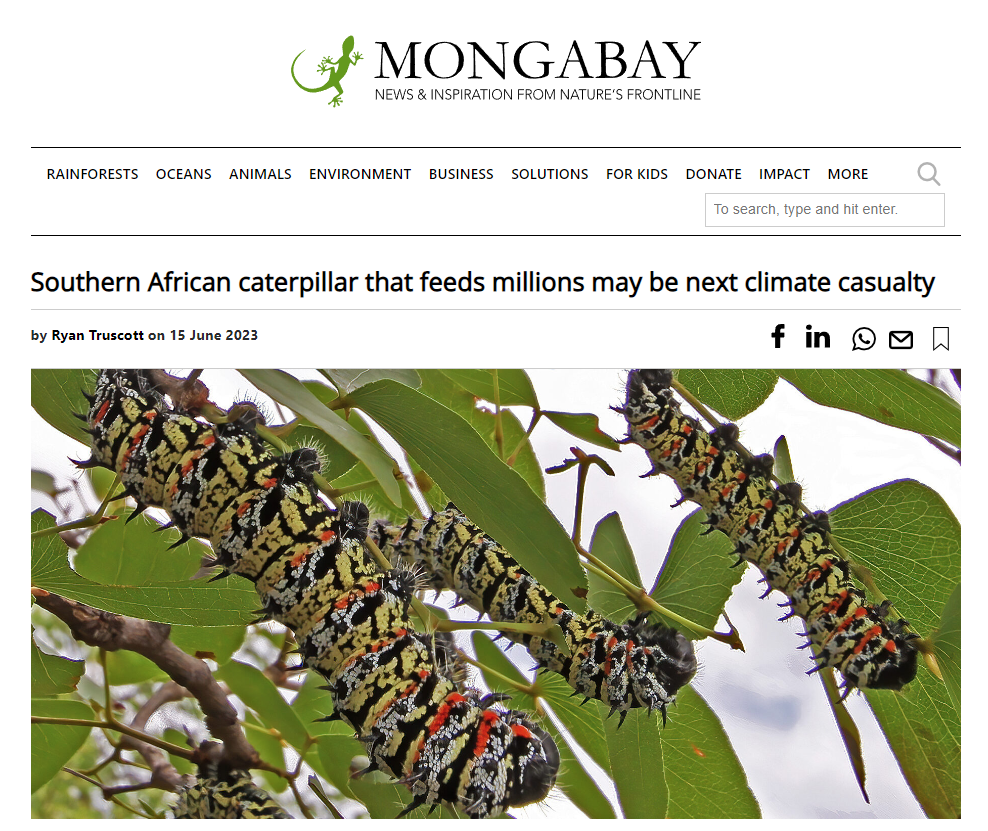 MONGABAY
NEWS & INSPIRATION FROM NATURE'S FRONTLINE
RAINFORESTS OCEANS ANIMALS ENVIRONMENT BUSINESS SOLUTIONS FOR KIDS DONATE IMPACT MORE
To search, type and hit enter.
Southern African caterpillar that feeds millions may be next climate casualty
by Ryan Truscott on 15 June 2023